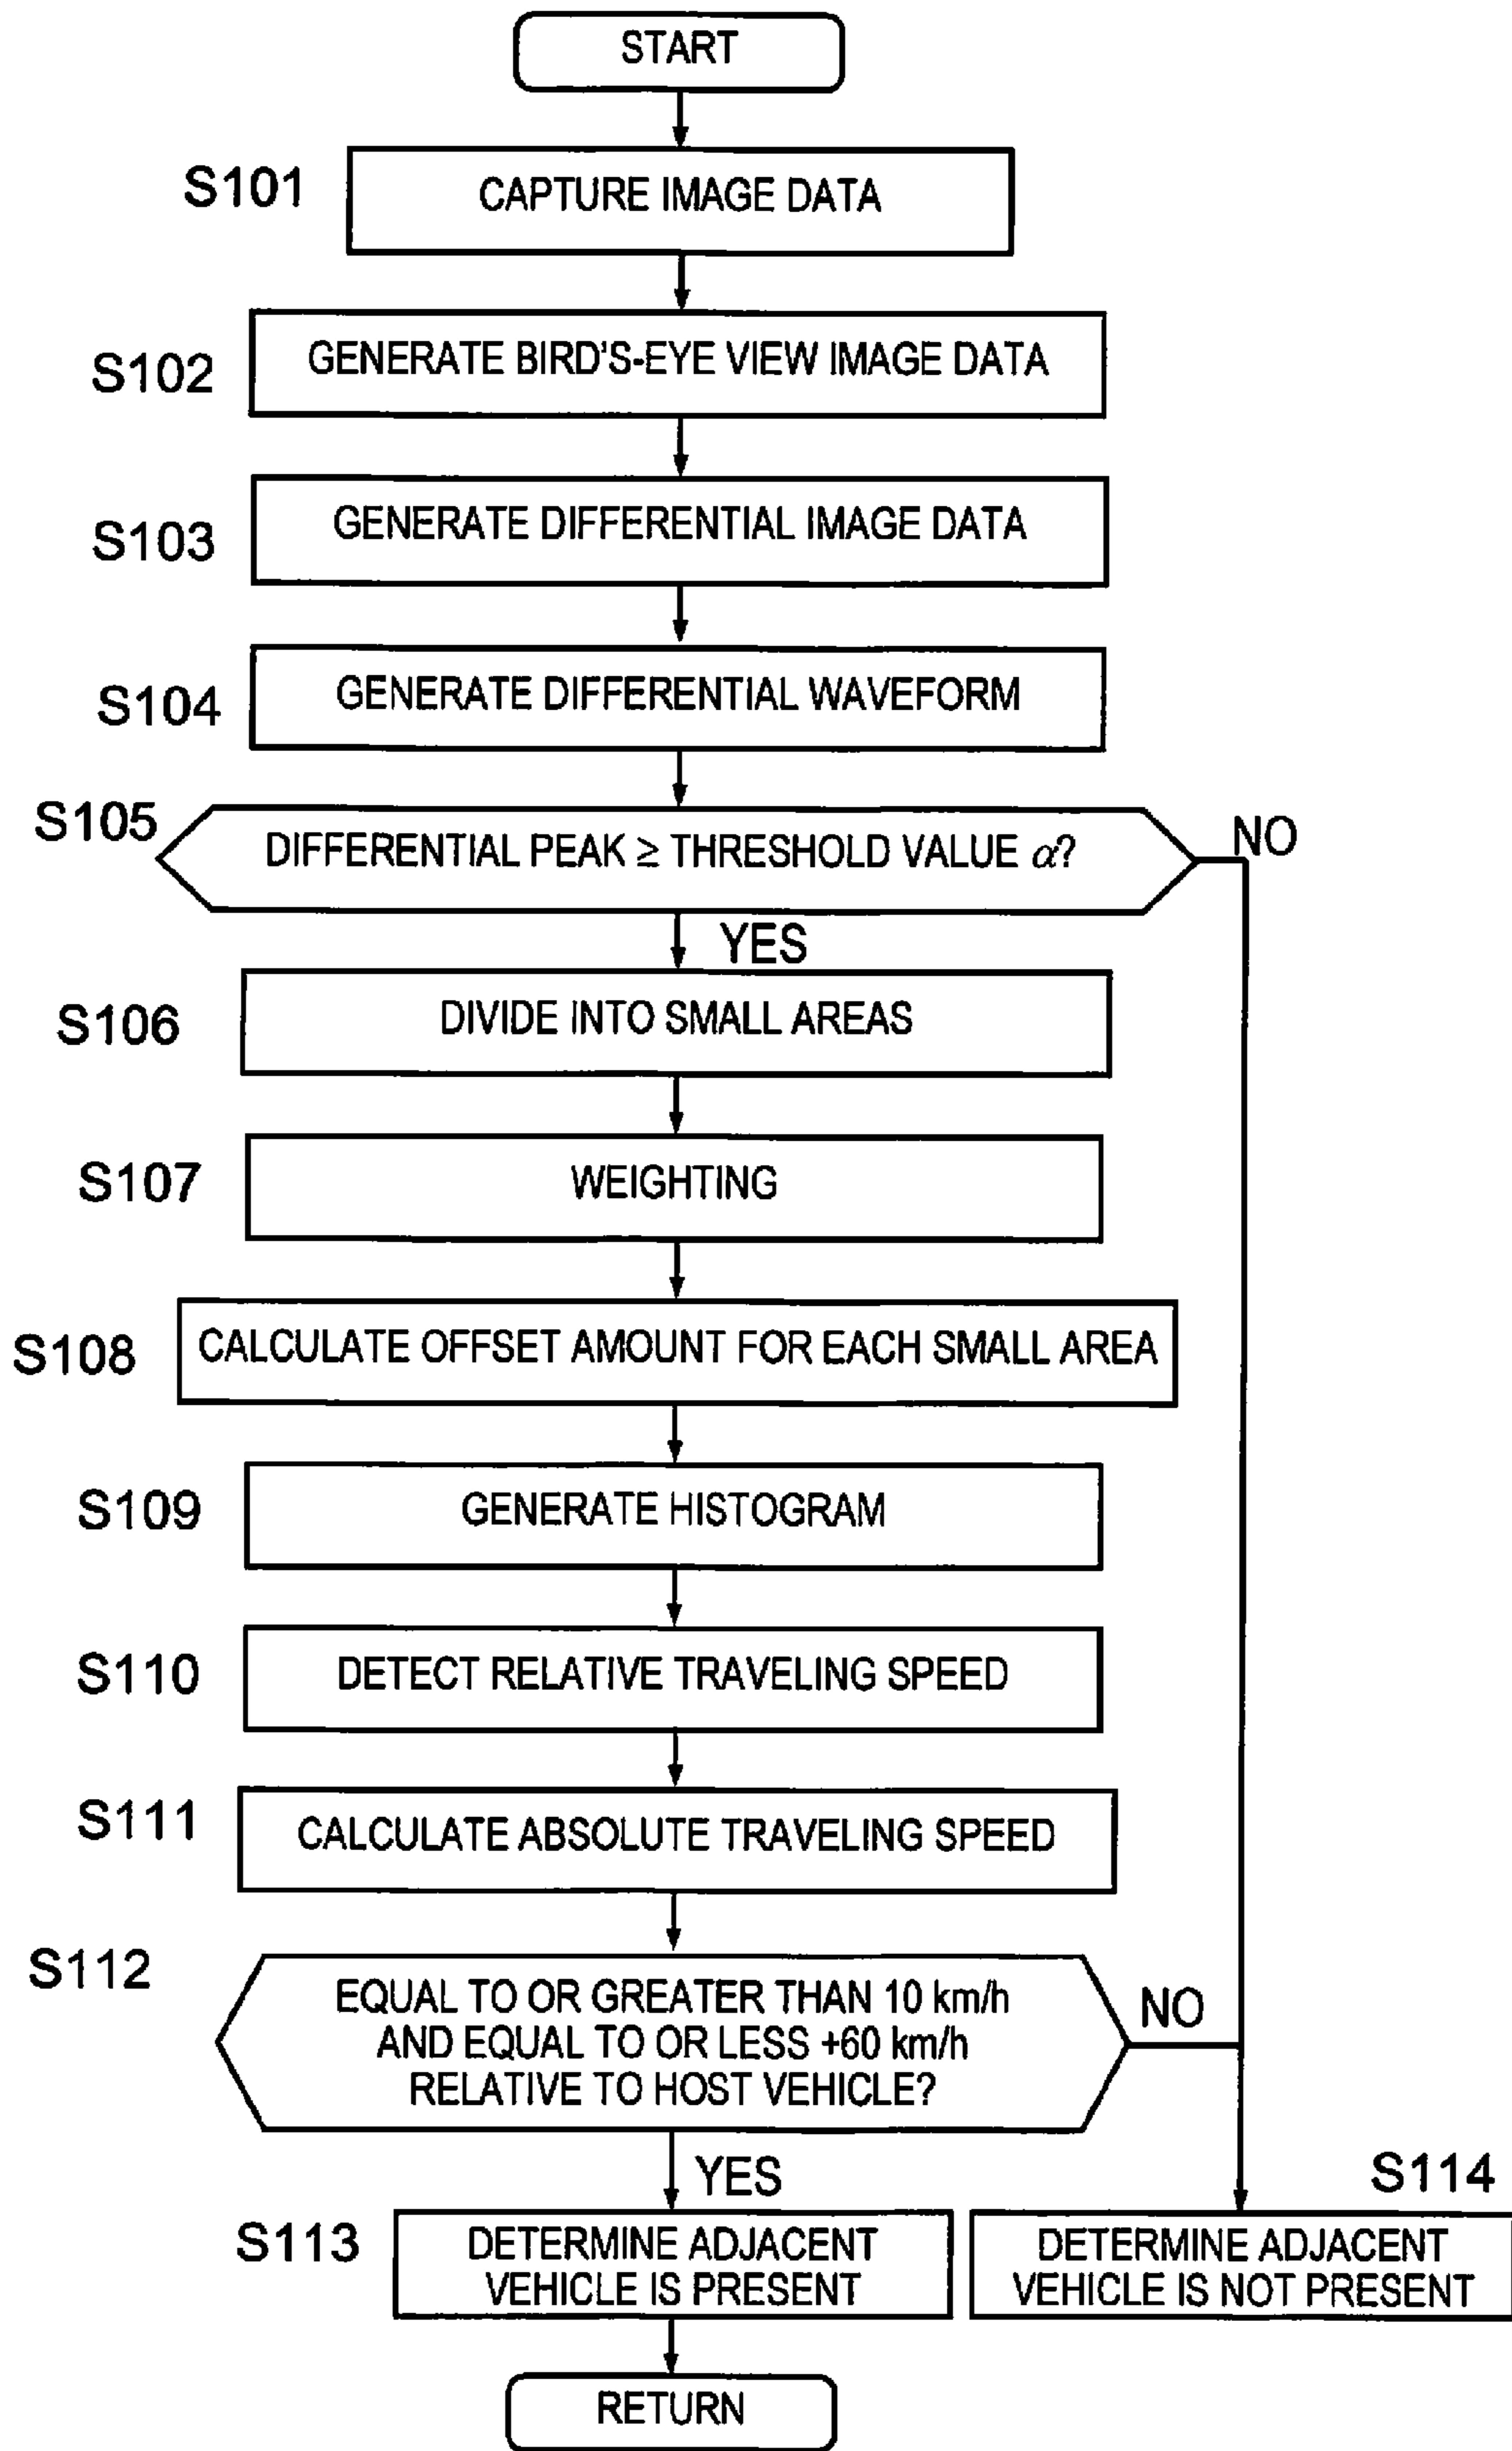 START
S101
CAPTURE IMAGE DATA
S102
GENERATE BIRD'S-EYE VIEW IMAGE DATA
S103
GENERATE DIFFERENTIAL IMAGE DATA
S104
GENERATE DIFFERENTIAL WAVEFORM
S105
DIFFERENTIAL PEAK ≥ THRESHOLD VALUE α?
NO
YES
S106
DIVIDE INTO SMALL AREAS
S107
WEIGHTING
S108
CALCULATE OFFSET AMOUNT FOR EACH SMALL AREA
S109
GENERATE HISTOGRAM
S110
DETECT RELATIVE TRAVELING SPEED
S111
CALCULATE ABSOLUTE TRAVELING SPEED
S112
EQUAL TO OR GREATER THAN 10 km/h
AND EQUAL TO OR LESS +60 km/h
RELATIVE TO HOST VEHICLE?
NO
YES
S113
DETERMINE ADJACENT
VEHICLE IS PRESENT
S114
DETERMINE ADJACENT
VEHICLE IS NOT PRESENT
RETURN